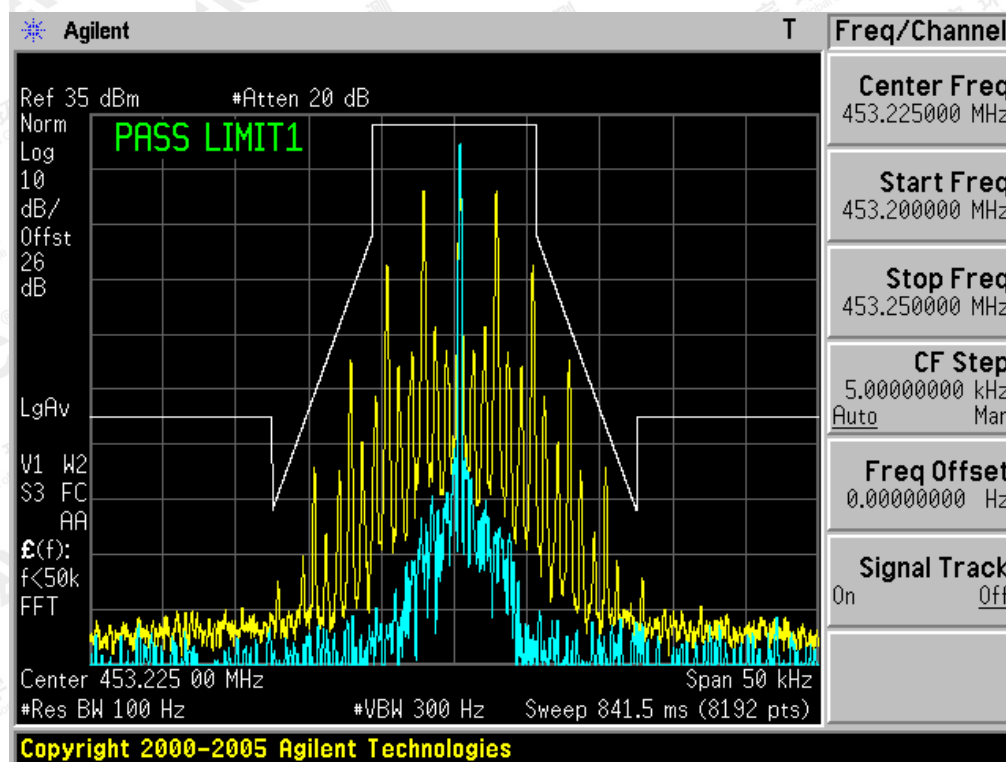 Agilent T Freq/Channel
Ref 35 dBm #Atten 20 dB
Norm
Log
10
dB/
Offst
26
dB
PASS LIMIT1
LgAv
V1 W2
S3 FC
AA
£(f):
f<50k
FFT
Center 453.225 00 MHz Span 50 kHz
#Res BW 100 Hz #VBW 300 Hz Sweep 841.5 ms (8192 pts)
Copyright 2000-2005 Agilent Technologies
Center Freq
453.225000 MHz
Start Freq
453.200000 MHz
Stop Freq
453.250000 MHz
CF Step
5.00000000 kHz
Auto Man
Freq Offset
0.00000000 Hz
Signal Track
On Off